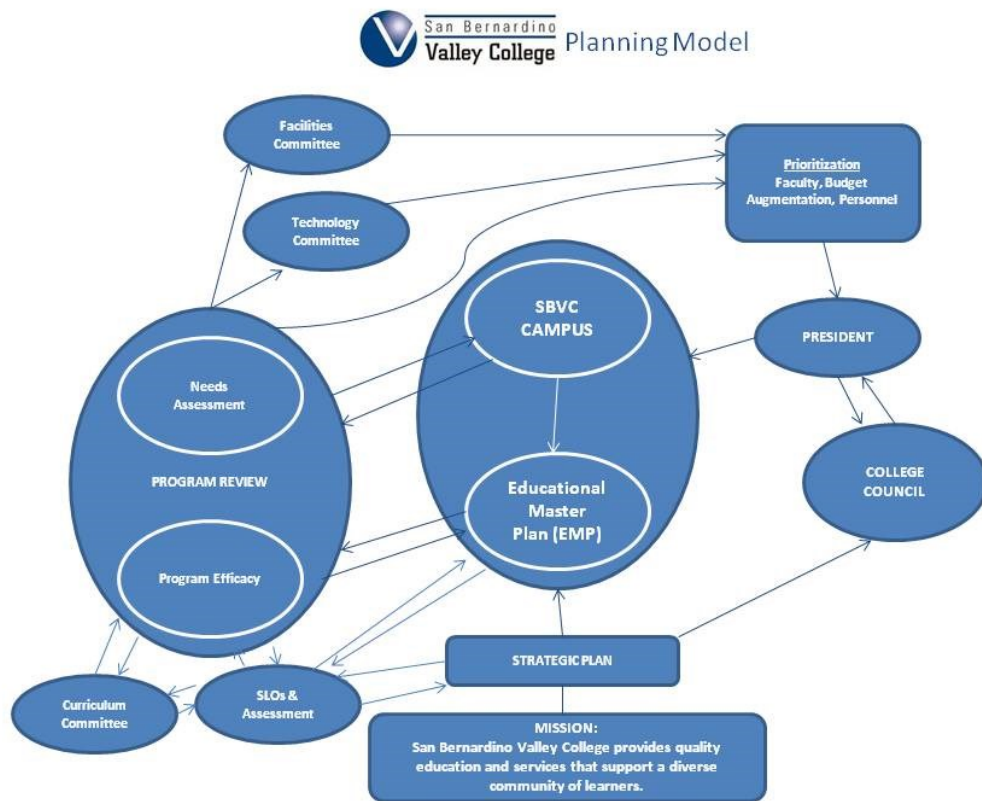 San Bernardino
Valley College
Planning Model
Facilities
Committee
Prioritization
Faculty, Budget
Augmentation, Personnel
Technology
Committee
SBVC
CAMPUS
PRESIDENT
Needs
Assessment
PROGRAM REVIEW
COLLEGE
COUNCIL
Educational
Master
Plan (EMP)
Program Efficacy
STRATEGIC PLAN
SLOs &
Assessment
Curriculum
Committee
MISSION:
San Bernardino Valley College provides quality
education and services that support a diverse
community of learners.